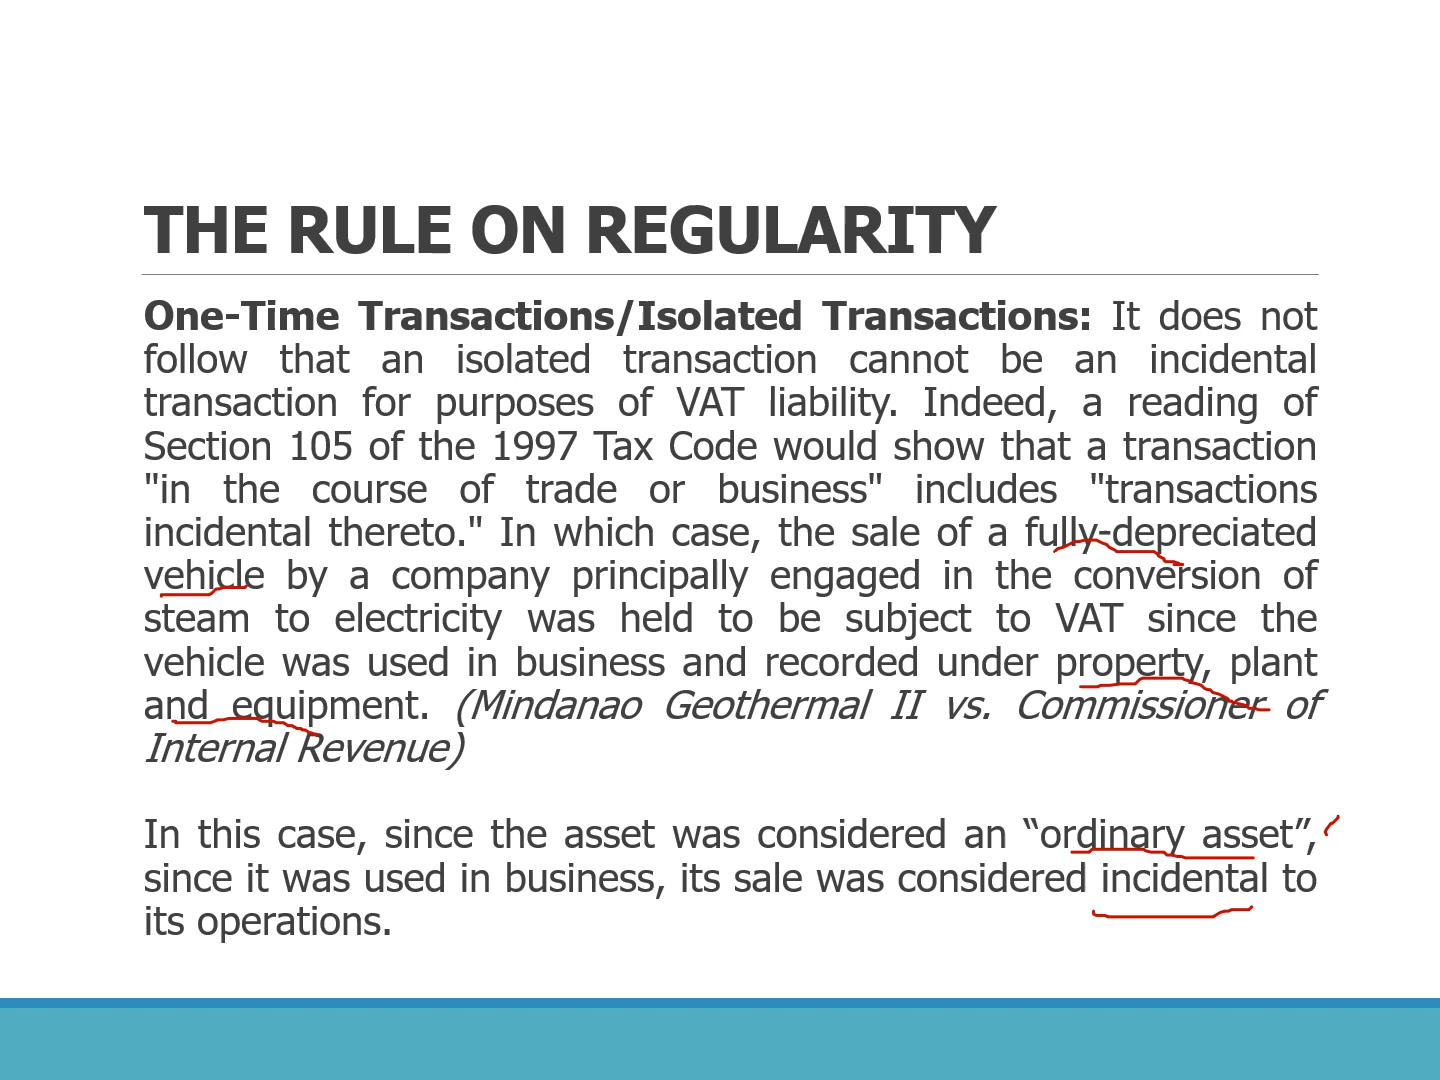 THE RULE ON REGULARITY
One-Time Transactions/Isolated Transactions: It does not
follow that an isolated transaction cannot be an incidental
transaction for purposes of VAT liability. Indeed, a reading of
Section 105 of the 1997 Tax Code would show that a transaction
"in the course of trade or business" includes "transactions
incidental thereto." In which case, the sale of a fully-depreciated
vehicle by a company principally engaged in the conversion of
steam to electricity was held to be subject to VAT since the
vehicle was used in business and recorded under property, plant
and equipment. (Mindanao Geothermal II vs. Commissioner of
Internal Revenue)
In this case, since the asset was considered an “ordinary asset”,
since it was used in business, its sale was considered incidental to
its operations.